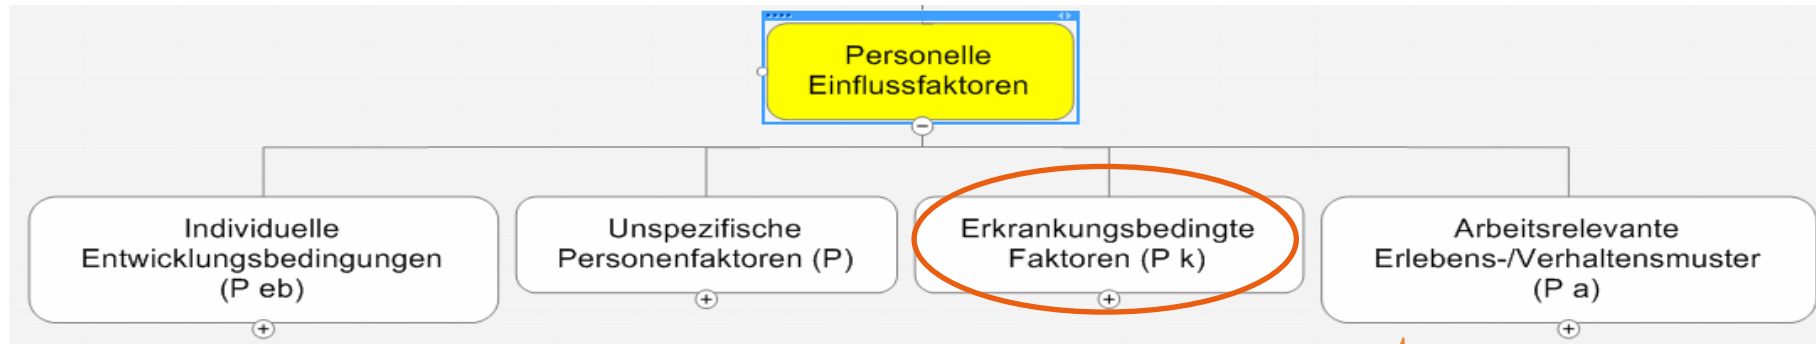 Personelle
Einflussfaktoren
Individuelle
Entwicklungsbedingungen
(P eb)
Unspezifische
Personenfaktoren (P)
Erkrankungsbedingte
Faktoren (P k)
Arbeitsrelevante
Erlebens-/Verhaltensmuster
(P a)